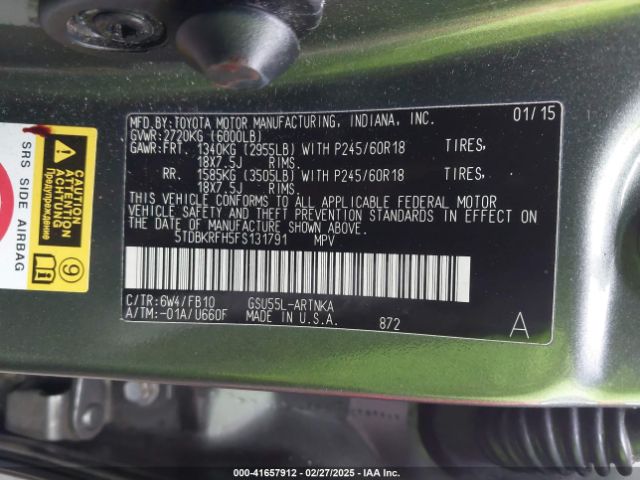 MFD.BY:TOYOTA MOTOR MANUFACTURING, INDIANA, INC. 01/15
GVWR:2720KG (6000LB)
GAWR:FRT. 1340KG (2955LB) WITH P245/60R18 TIRES,
18X7.5J RIMS.
RR. 1585KG (3505LB) WITH P245/60R18 TIRES,
18X7.5J RIMS.
THIS VEHICLE CONFORMS TO ALL APPLICABLE FEDERAL MOTOR
VEHICLE SAFETY AND THEFT PREVENTION STANDARDS IN EFFECT ON
THE DATE OF MANUFACTURE SHOWN ABOVE.
5TDBKRFH5FS131791 MPV
C/TR:6W4/FB10 GSU55L-ARTNKA
A/TM:-01A/U660F MADE IN U.S.A. 872 A
SRS SIDE AIRBAG
CAUTION
ATTENTION
ACHTUNG
Предупреждение
9
000-41657912 - 02/27/2025 - IAA Inc.